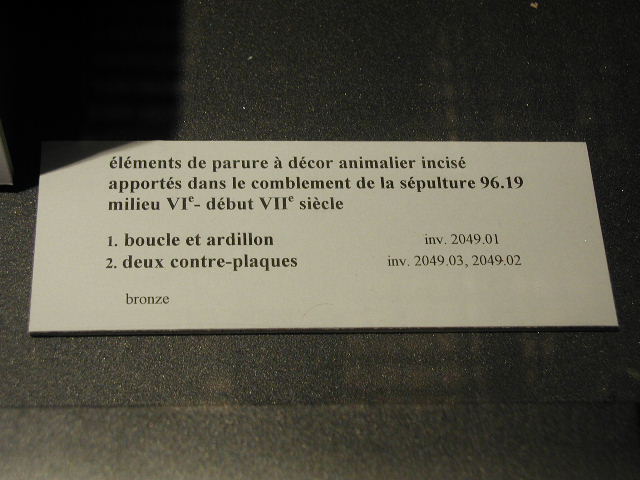 éléments de parure à décor animalier incisé
apportés dans le comblement de la sépulture 96.19
milieu VIe- début VIIe siècle
1. boucle et ardillon inv. 2049.01
2. deux contre-plaques inv. 2049.03, 2049.02
bronze